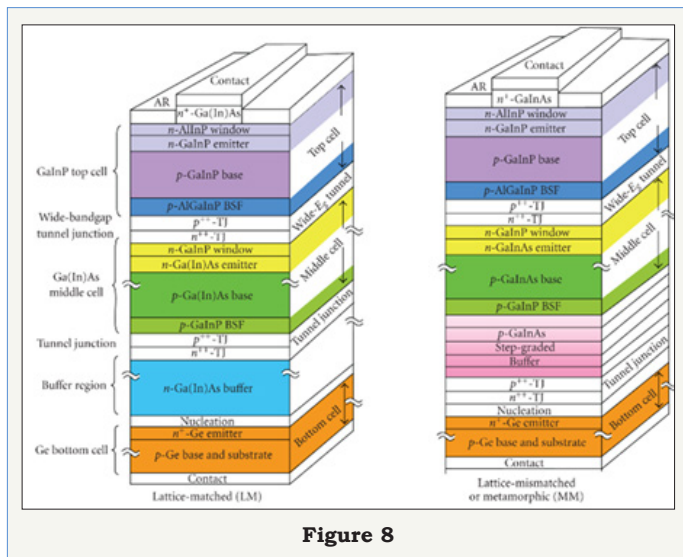 Contact
AR
n⁺-Ga(In)As
n-AlInP window
n-GaInP emitter
p-GaInP base
p-AlGaInP BSF
p⁺⁺-TJ
n⁺⁺-TJ
n-GaInP window
n-Ga(In)As emitter
p-Ga(In)As base
p-GaInP BSF
p⁺⁺-TJ
n⁺⁺-TJ
n-Ga(In)As buffer
Nucleation
n⁺-Ge emitter
p-Ge base and substrate
Contact
GaInP top cell
Wide-bandgap
tunnel junction
Ga(In)As
middle cell
Tunnel junction
Buffer region
Ge bottom cell
Top cell
Wide-Eg tunnel
Middle cell
Tunnel junction
Bottom cell
Lattice-matched (LM)
Contact
AR
n⁺-GaInAs
n-AlInP window
n-GaInP emitter
p-GaInP base
p-AlGaInP BSF
p⁺⁺-TJ
n⁺⁺-TJ
n-GaInP window
n-GaInAs emitter
p-GaInAs base
p-GaInP BSF
p-GaInAs
Step-graded
Buffer
p⁺⁺-TJ
n⁺⁺-TJ
Nucleation
n⁺-Ge emitter
p-Ge base and substrate
Contact
Top cell
Wide-Eg tunnel
Middle cell
Tunnel junction
Bottom cell
Lattice-mismatched
or metamorphic (MM)
Figure 8